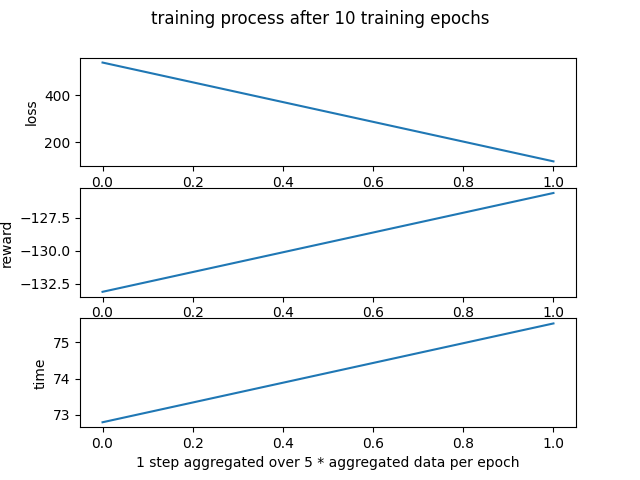 training process after 10 training epochs
loss
400
200
0.0 0.2 0.4 0.6 0.8 1.0
reward
−127.5
−130.0
−132.5
0.0 0.2 0.4 0.6 0.8 1.0
time
75
74
73
0.0 0.2 0.4 0.6 0.8 1.0
1 step aggregated over 5 * aggregated data per epoch